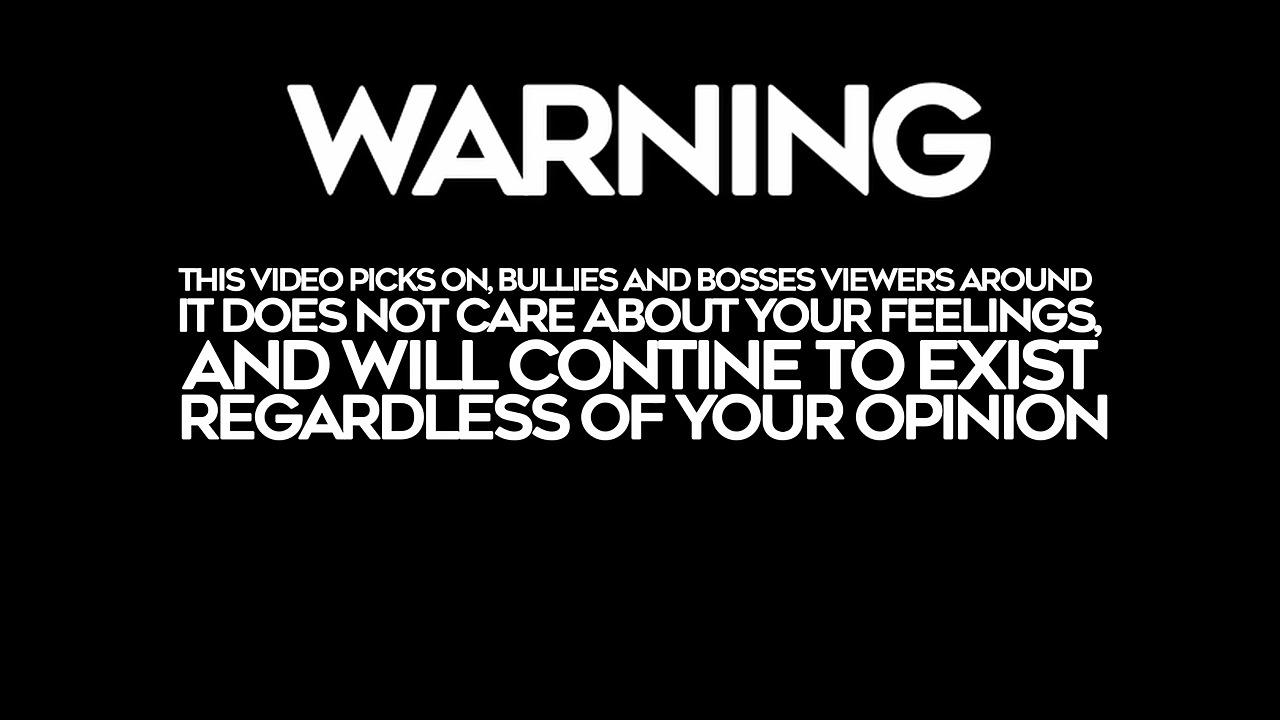 WARNING
THIS VIDEO PICKS ON, BULLIES AND BOSSES VIEWERS AROUND
IT DOES NOT CARE ABOUT YOUR FEELINGS,
AND WILL CONTINE TO EXIST
REGARDLESS OF YOUR OPINION